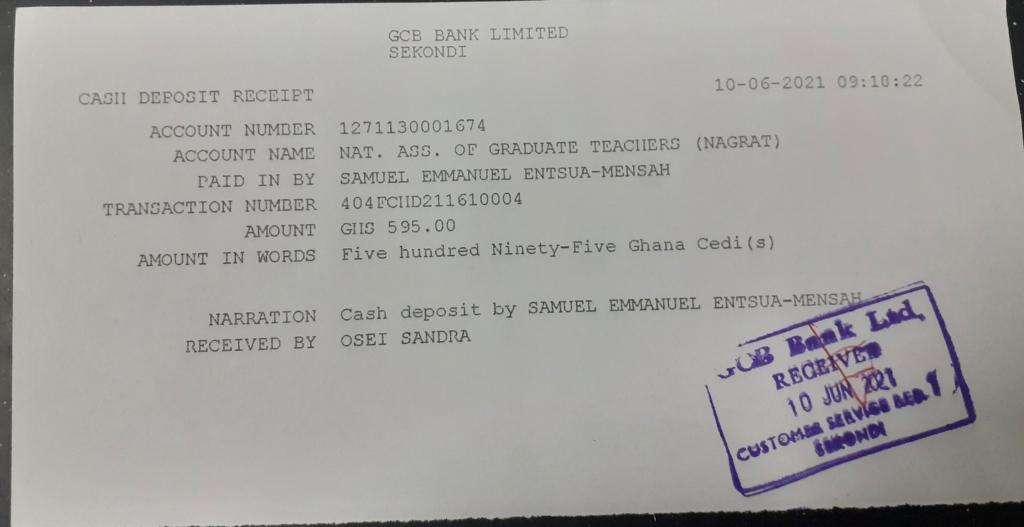 GCB BANK LIMITED
SEKONDI
CASH DEPOSIT RECEIPT
10-06-2021 09:18:22
ACCOUNT NUMBER 1271130001674
ACCOUNT NAME NAT. ASS. OF GRADUATE TEACHERS (NAGRAT)
PAID IN BY SAMUEL EMMANUEL ENTSUA-MENSAH
TRANSACTION NUMBER 404FCHD211610004
AMOUNT GHS 595.00
AMOUNT IN WORDS Five hundred Ninety-Five Ghana Cedi(s)
NARRATION Cash deposit by SAMUEL EMMANUEL ENTSUA-MENSAH
RECEIVED BY OSEI SANDRA
GCB Bank Ltd.
RECEIVED
10 JUN 2021
CUSTOMER SERVICE REP. 1
SEKONDI